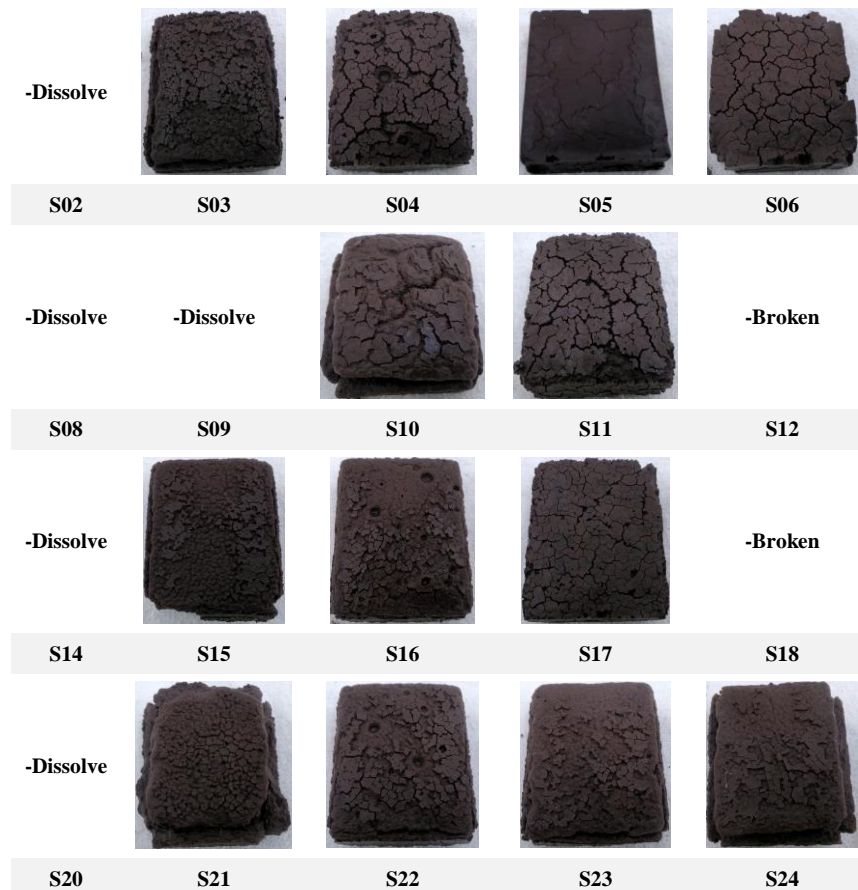 -Dissolve
S02 S03 S04 S05 S06
-Dissolve -Dissolve -Broken
S08 S09 S10 S11 S12
-Dissolve -Broken
S14 S15 S16 S17 S18
-Dissolve
S20 S21 S22 S23 S24